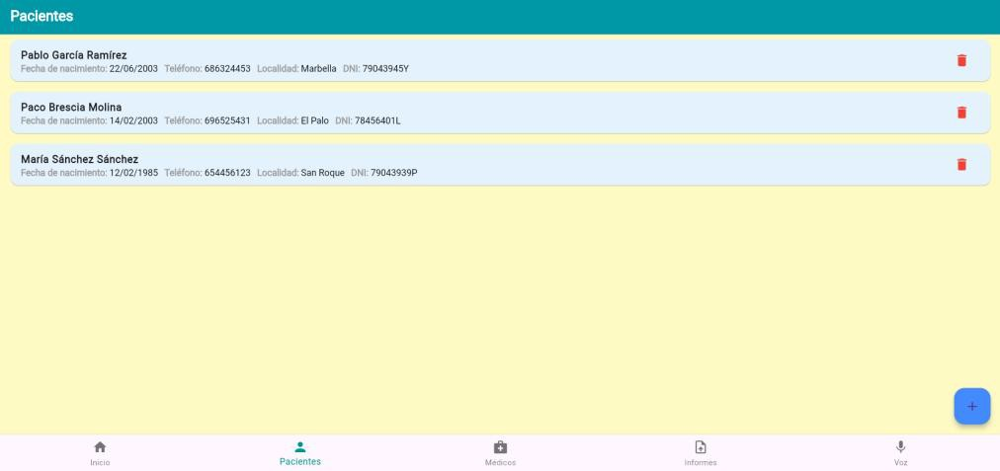 Pacientes
Pablo García Ramírez
Fecha de nacimiento: 22/06/2003 Teléfono: 686324453 Localidad: Marbella DNI: 79043945Y
Paco Brescia Molina
Fecha de nacimiento: 14/02/2003 Teléfono: 696525431 Localidad: El Palo DNI: 78456401L
María Sánchez Sánchez
Fecha de nacimiento: 12/02/1985 Teléfono: 654456123 Localidad: San Roque DNI: 79043939P
Inicio Pacientes Médicos Informes Voz